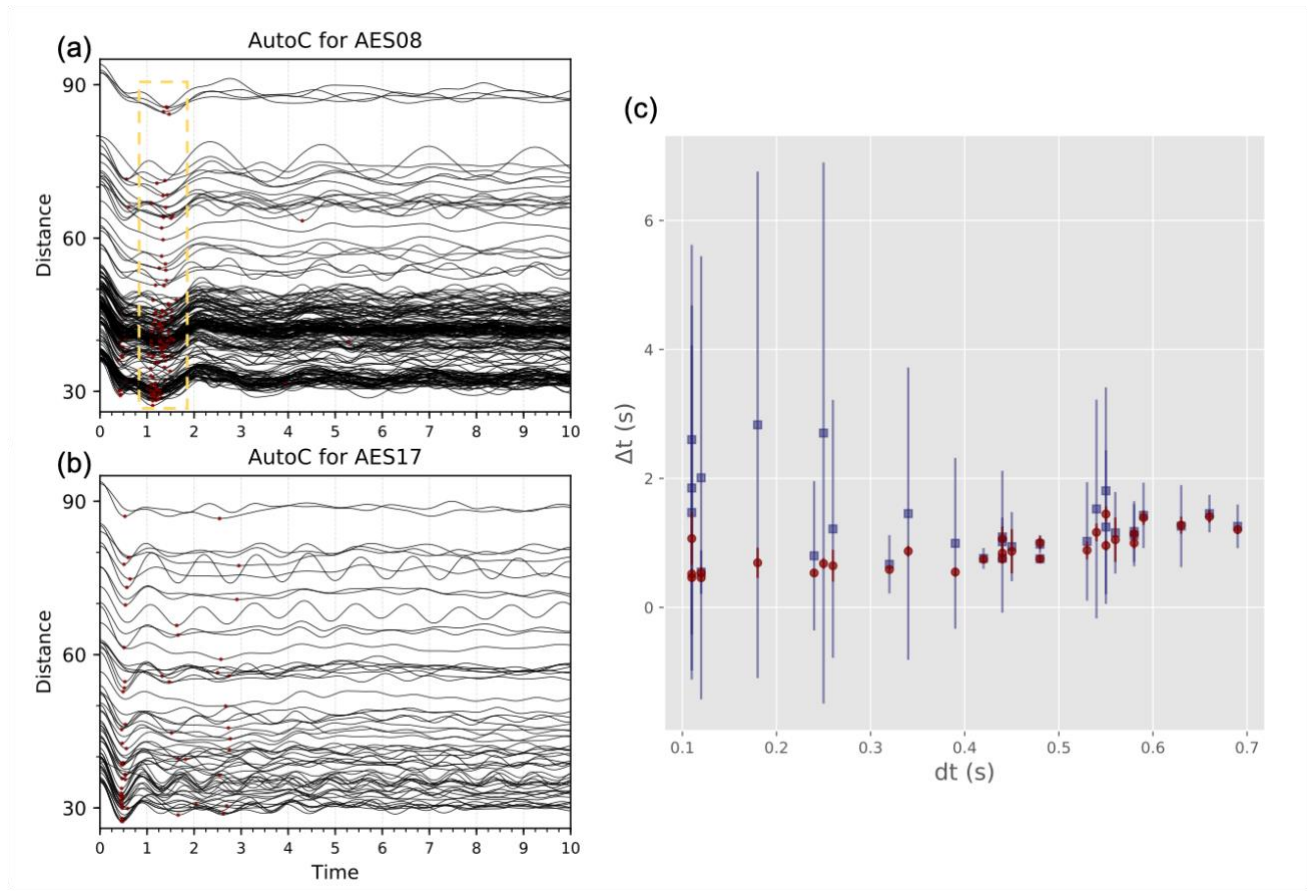 (a)
AutoC for AES08
90
60
30
Distance
0 1 2 3 4 5 6 7 8 9 10
(b)
AutoC for AES17
90
60
30
Distance
0 1 2 3 4 5 6 7 8 9 10
Time
(c)
6
4
2
0
Δt (s)
0.1 0.2 0.3 0.4 0.5 0.6 0.7
dt (s)